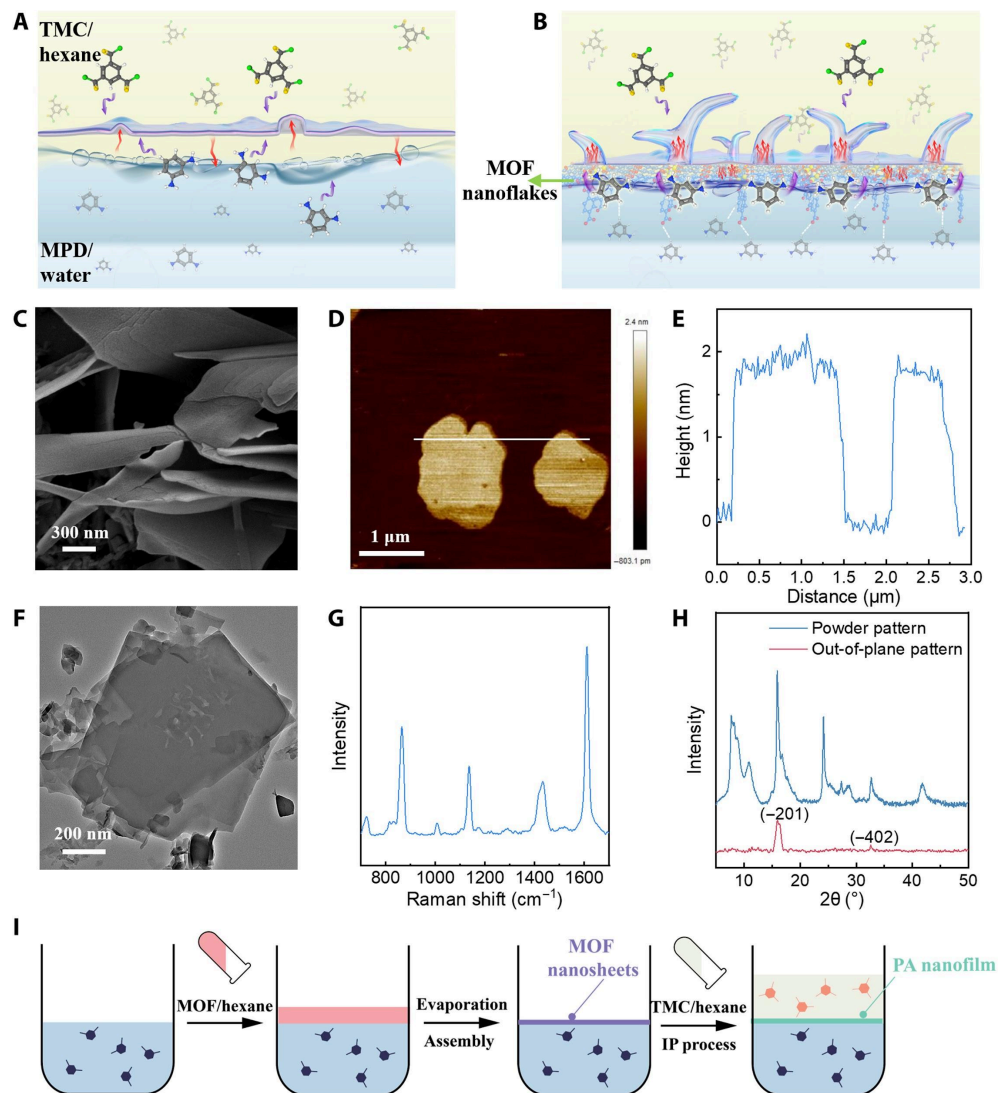 A
TMC/
hexane
MPD/
water
B
MOF
nanoflakes
C
300 nm
D
1 µm
2.4 nm
−803.1 pm
E
Height (nm)
2
1
0
0.0 0.5 1.0 1.5 2.0 2.5 3.0
Distance (µm)
F
200 nm
G
Intensity
800 1000 1200 1400 1600
Raman shift (cm⁻¹)
H
Powder pattern
Out-of-plane pattern
Intensity
(−201)
(−402)
10 20 30 40 50
2θ (°)
I
MOF/hexane
Evaporation
Assembly
MOF
nanosheets
TMC/hexane
IP process
PA nanofilm